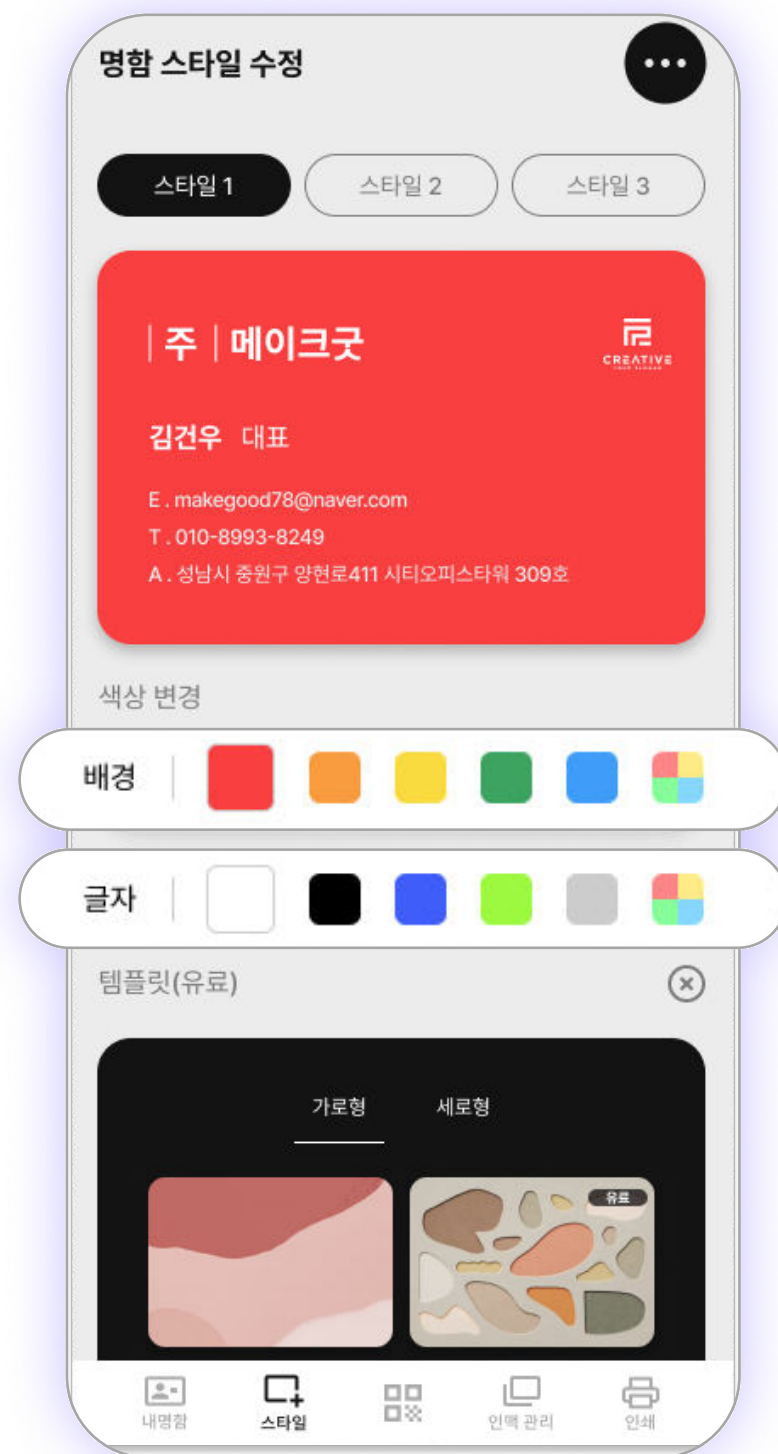 명함 스타일 수정
스타일 1
스타일 2
스타일 3
|주|메이크굿
CREATIVE
김건우 대표
E . makegood78@naver.com
T . 010-8993-8249
A . 성남시 중원구 양현로411 시티오피스타워 309호
색상 변경
배경
글자
템플릿(유료)
가로형 세로형
유료
내명함 스타일 인맥 관리 인쇄